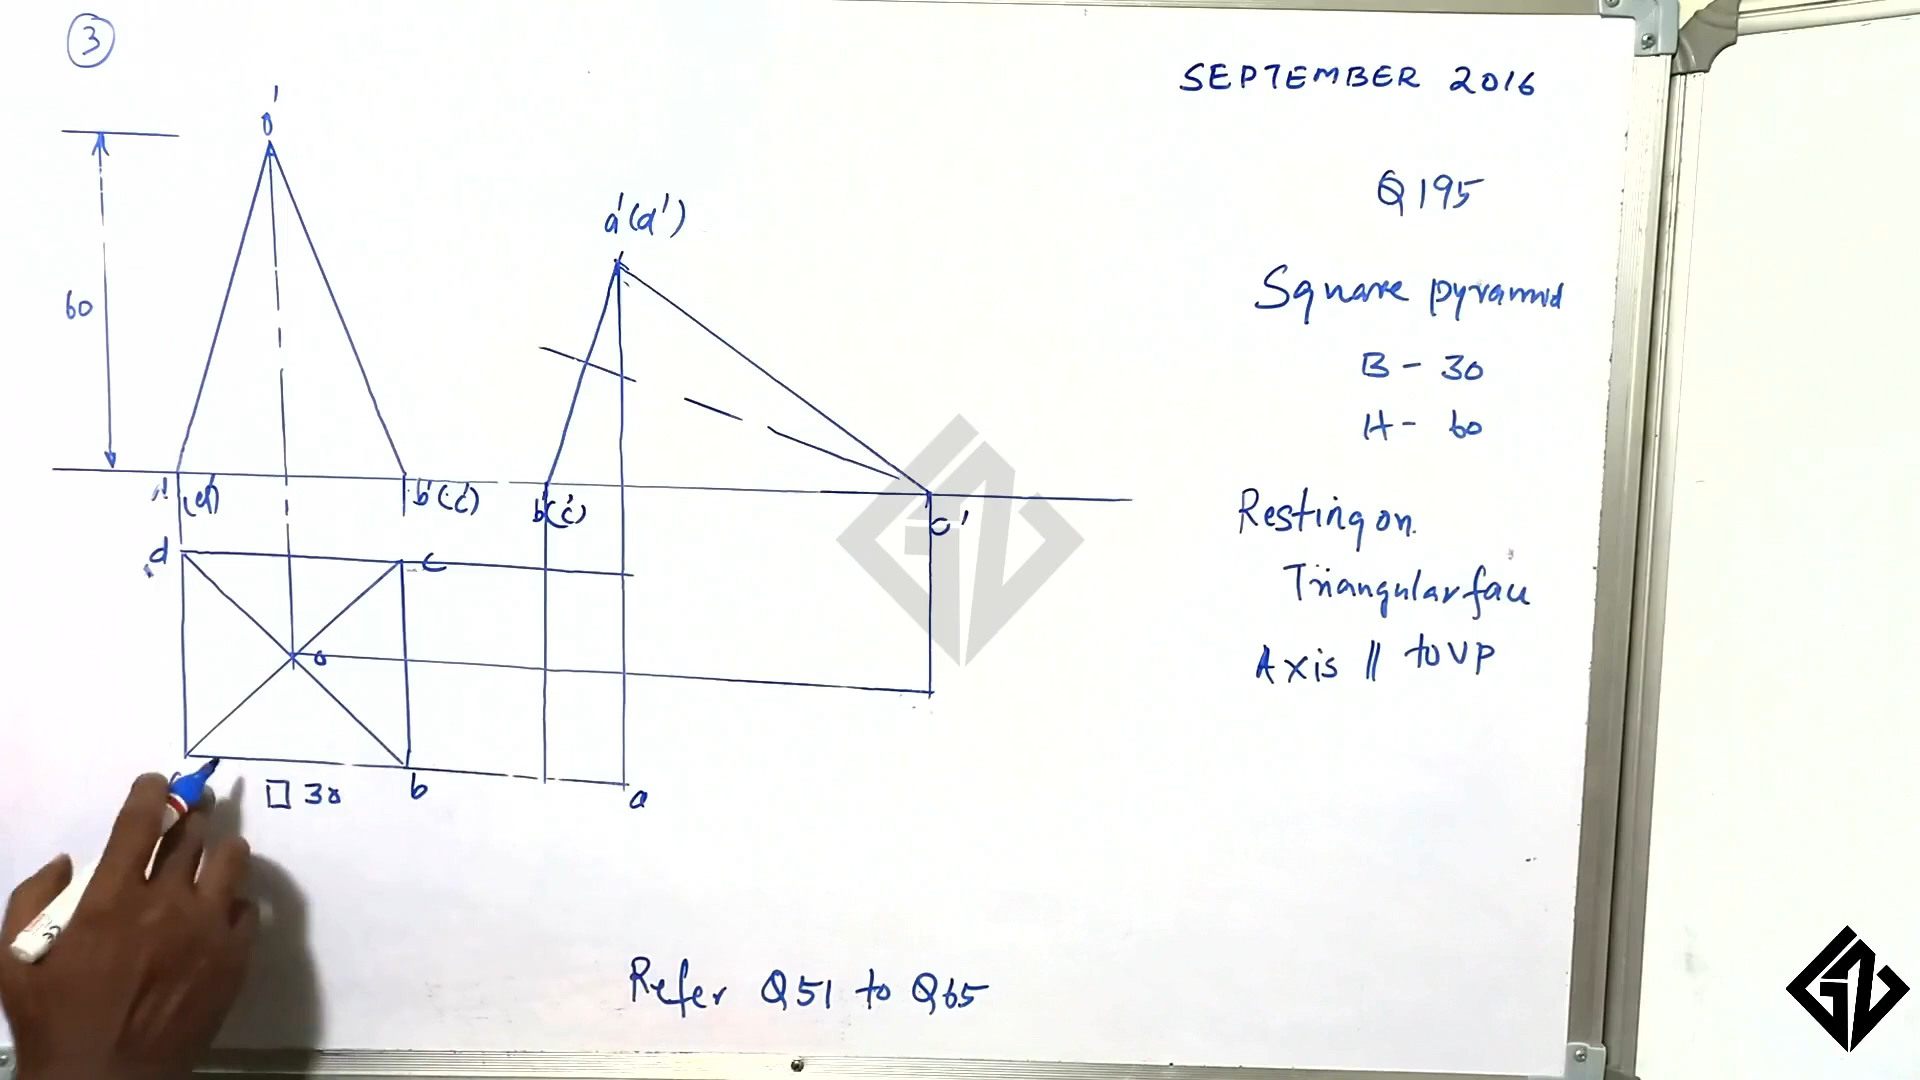 3
SEPTEMBER 2016
Q195
Square pyramid
B - 30
H - 60
Resting on
Triangular face
Axis || to VP
o'
60
a'(d')
(d')
b'(c')
b'(c')
o'
d
c
o
b
a
□ 30
Refer Q51 to Q65